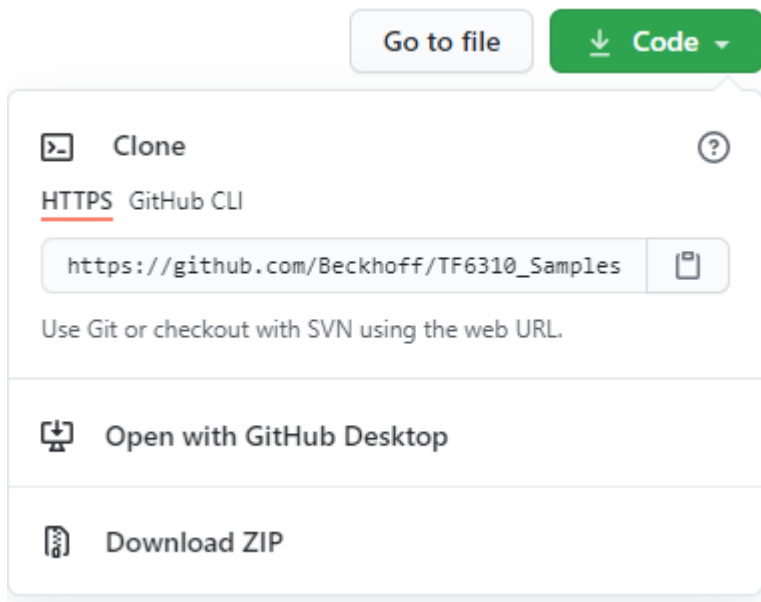 Go to file
Code
Clone
HTTPS GitHub CLI
https://github.com/Beckhoff/TF6310_Samples
Use Git or checkout with SVN using the web URL.
Open with GitHub Desktop
Download ZIP